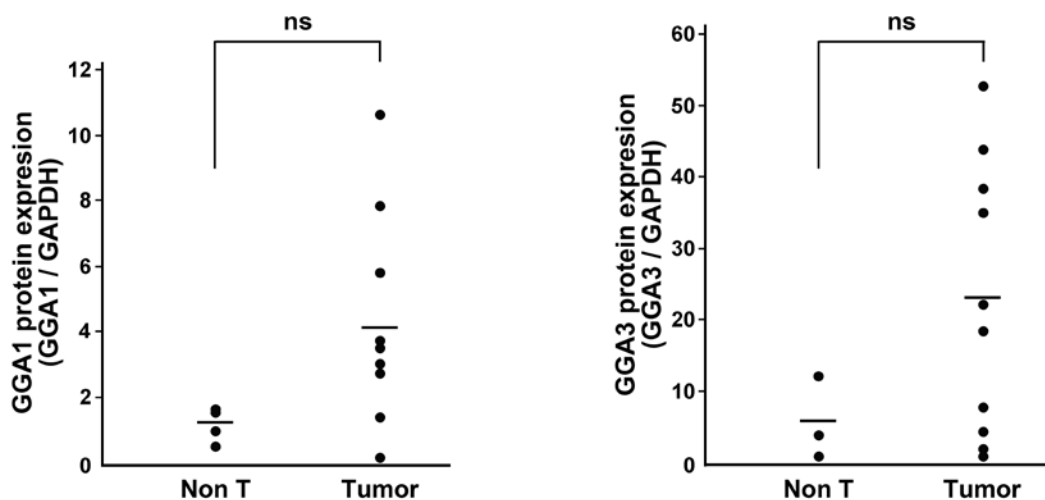 ns
12
10
8
6
4
2
0
GGA1 protein expresion
(GGA1 / GAPDH)
Non T
Tumor
ns
60
50
40
30
20
10
0
GGA3 protein expresion
(GGA3 / GAPDH)
Non T
Tumor